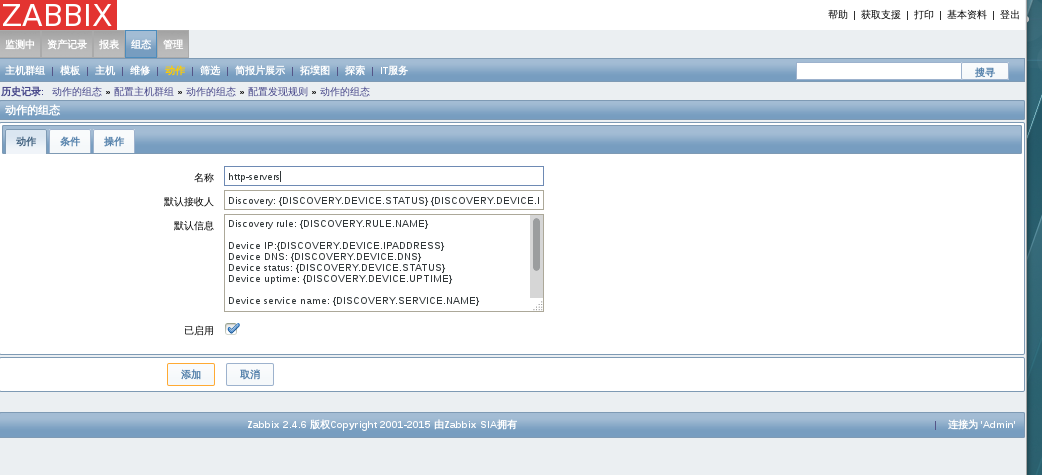 ZABBIX
帮助 | 获取支援 | 打印 | 基本资料 | 登出
监测中 资产记录 报表 组态 管理
主机群组 | 模板 | 主机 | 维修 | 动作 | 筛选 | 简报片展示 | 拓墣图 | 探索 | IT服务
搜寻
历史记录: 动作的组态 » 配置主机群组 » 动作的组态 » 配置发现规则 » 动作的组态
动作的组态
动作 条件 操作
名称 http-servers
默认接收人 Discovery: {DISCOVERY.DEVICE.STATUS} {DISCOVERY.DEVICE.I
默认信息 Discovery rule: {DISCOVERY.RULE.NAME}
Device IP:{DISCOVERY.DEVICE.IPADDRESS}
Device DNS: {DISCOVERY.DEVICE.DNS}
Device status: {DISCOVERY.DEVICE.STATUS}
Device uptime: {DISCOVERY.DEVICE.UPTIME}
Device service name: {DISCOVERY.SERVICE.NAME}
已启用
添加 取消
Zabbix 2.4.6 版权Copyright 2001-2015 由Zabbix SIA拥有 | 连接为 'Admin'